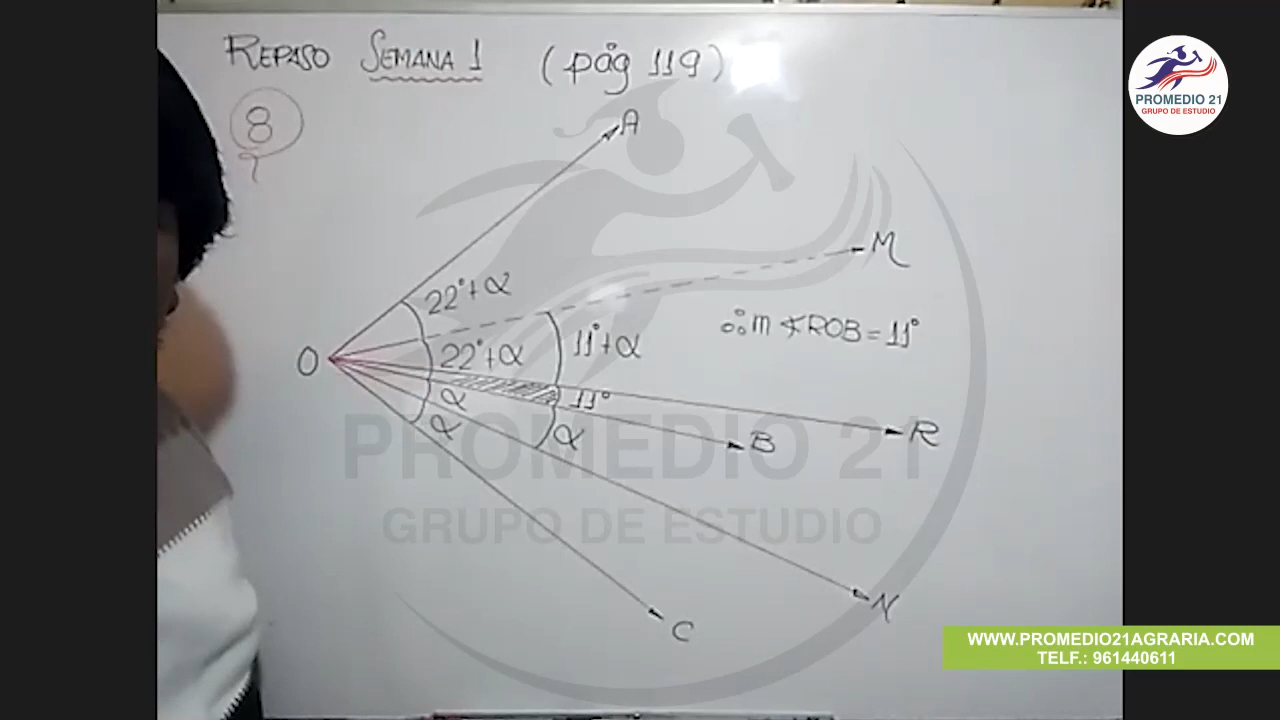 REPASO SEMANA 1 (pág 119)
8
A
M
22°+α
11°+α
∴ m∢ROB = 11°
O
22°+α
α
11°
α
α
B
R
N
C
PROMEDIO 21
GRUPO DE ESTUDIO
PROMEDIO 21
GRUPO DE ESTUDIO
WWW.PROMEDIO21AGRARIA.COM
TELF.: 961440611